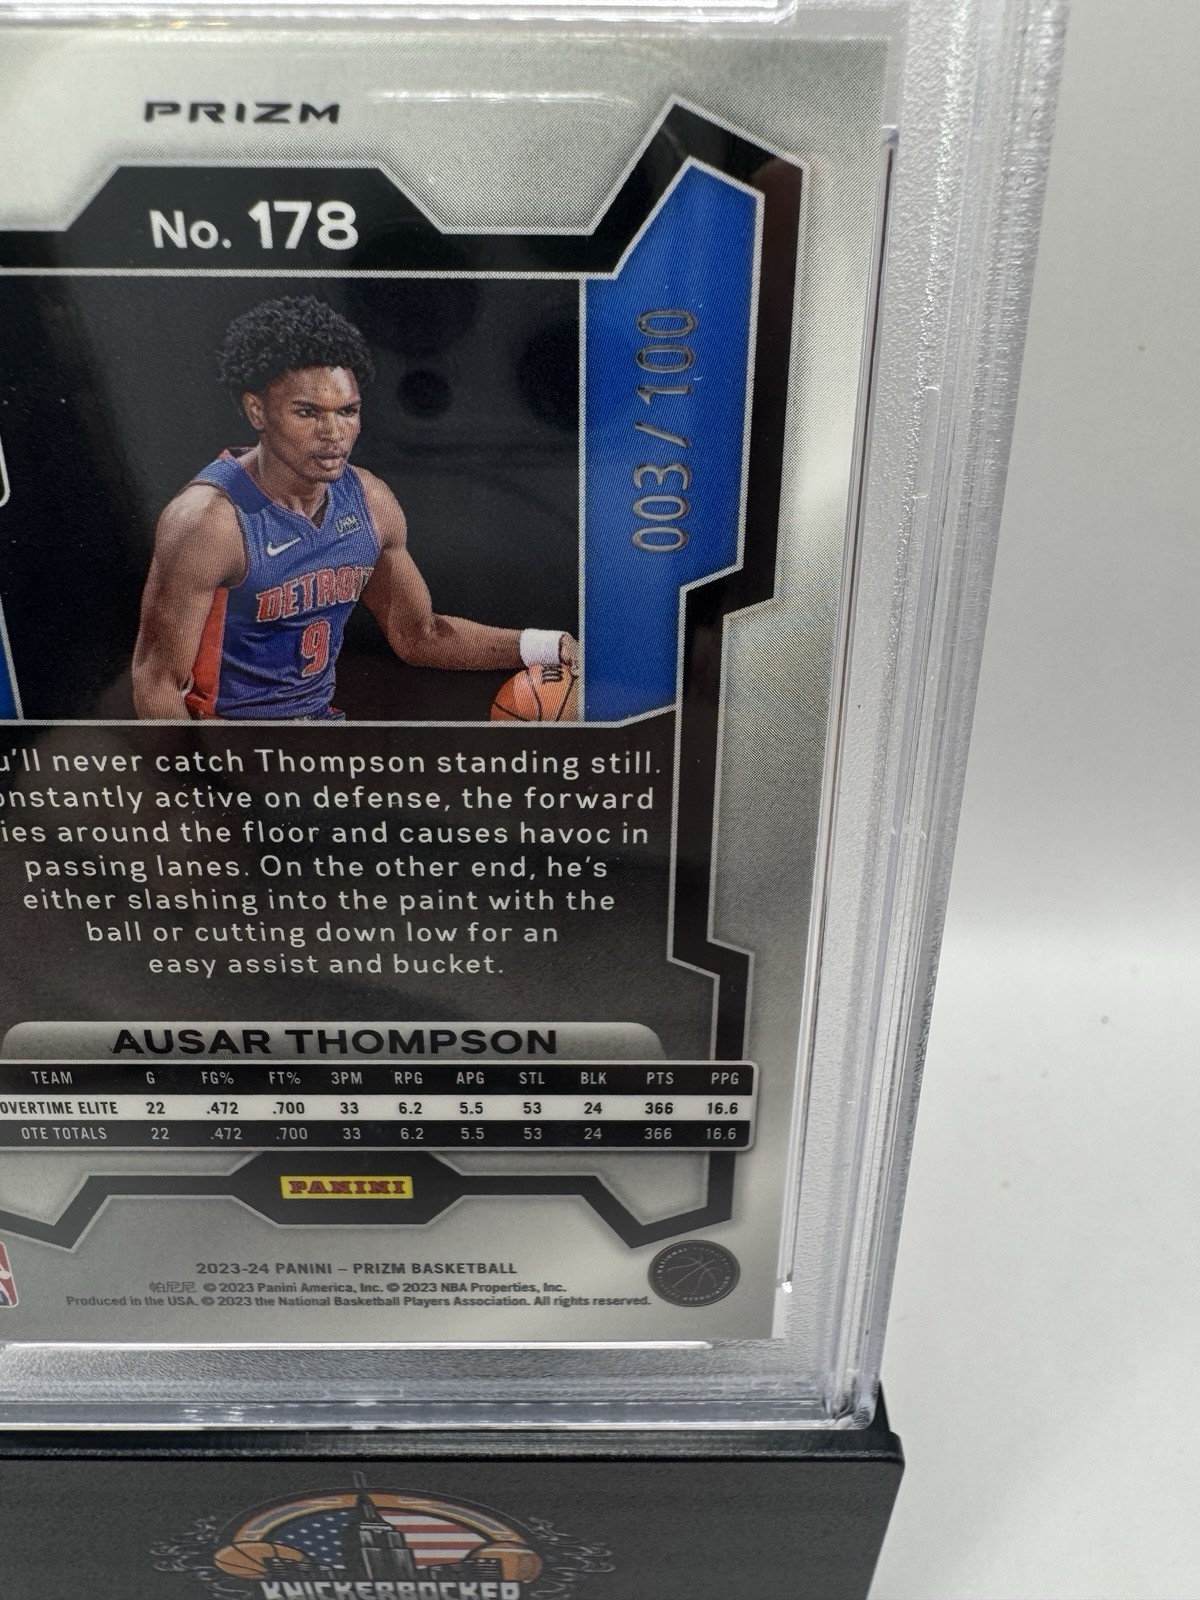 PRIZM
No. 178
003/100
DETROIT
9
u'll never catch Thompson standing still.
onstantly active on defense, the forward
ies around the floor and causes havoc in
passing lanes. On the other end, he's
either slashing into the paint with the
ball or cutting down low for an
easy assist and bucket.
AUSAR THOMPSON
TEAM G FG% FT% 3PM RPG APG STL BLK PTS PPG
OVERTIME ELITE 22 .472 .700 33 6.2 5.5 53 24 366 16.6
OTE TOTALS 22 .472 .700 33 6.2 5.5 53 24 366 16.6
PANINI
2023-24 PANINI – PRIZM BASKETBALL
帕尼尼 © 2023 Panini America, Inc. © 2023 NBA Properties, Inc.
Produced in the USA. © 2023 the National Basketball Players Association. All rights reserved.
KNICKERBOCKER